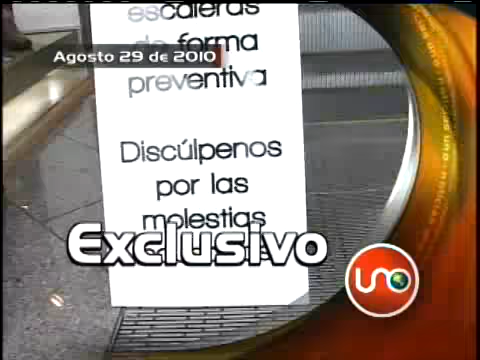 escaleras
de forma
Agosto 29 de 2010
preventiva
Discúlpenos
por las
molestias
Exclusivo
uno